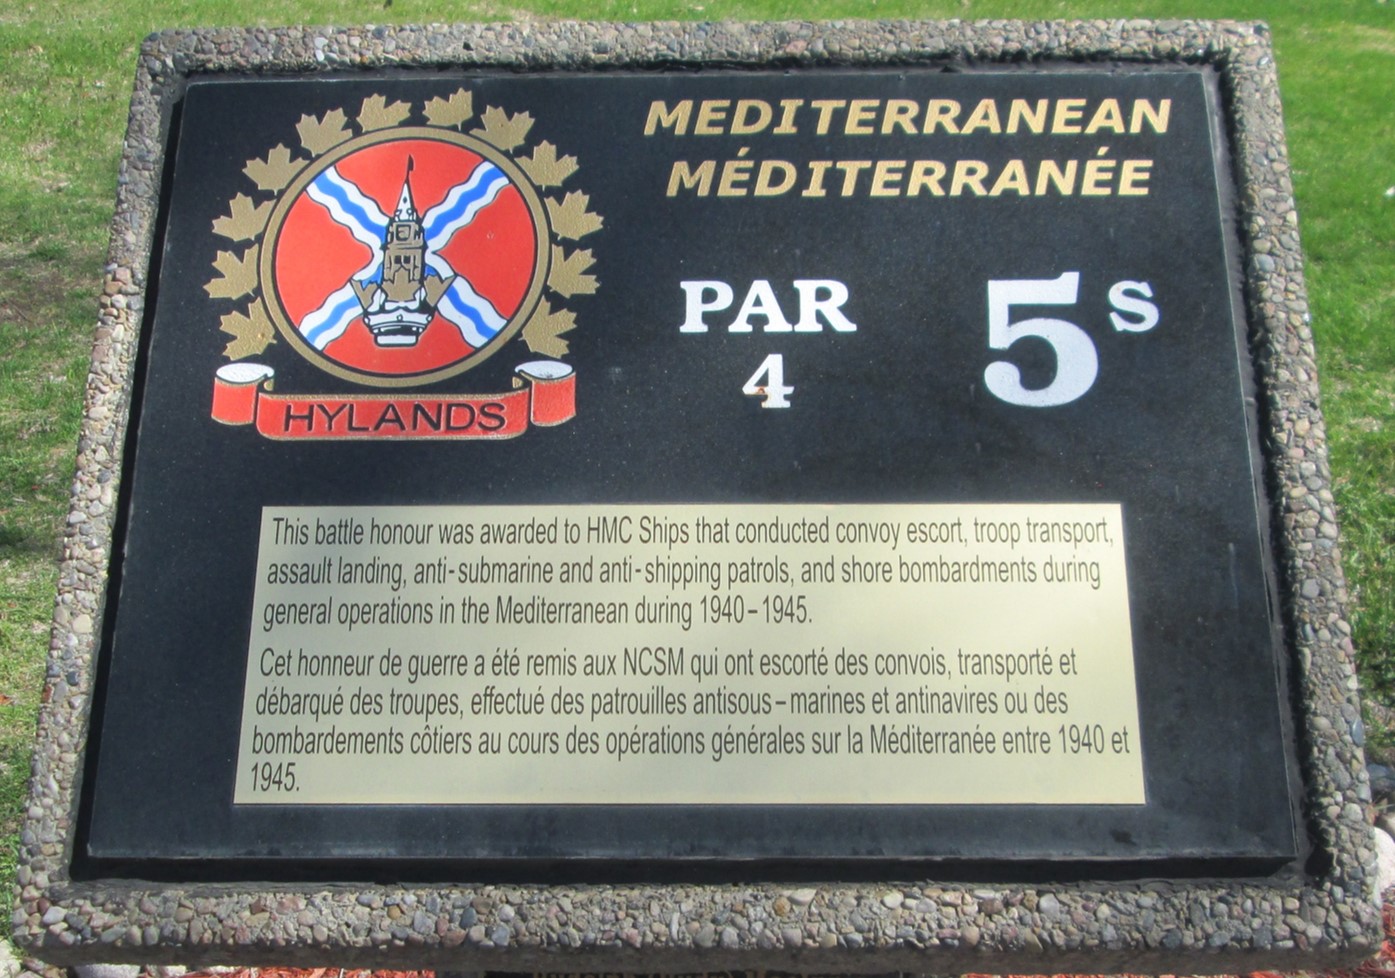 MEDITERRANEAN
MÉDITERRANÉE
PAR
4
5s
HYLANDS
This battle honour was awarded to HMC Ships that conducted convoy escort, troop transport,
assault landing, anti-submarine and anti-shipping patrols, and shore bombardments during
general operations in the Mediterranean during 1940-1945.
Cet honneur de guerre a été remis aux NCSM qui ont escorté des convois, transporté et
débarqué des troupes, effectué des patrouilles antisous-marines et antinavires ou des
bombardements côtiers au cours des opérations générales sur la Méditerranée entre 1940 et
1945.